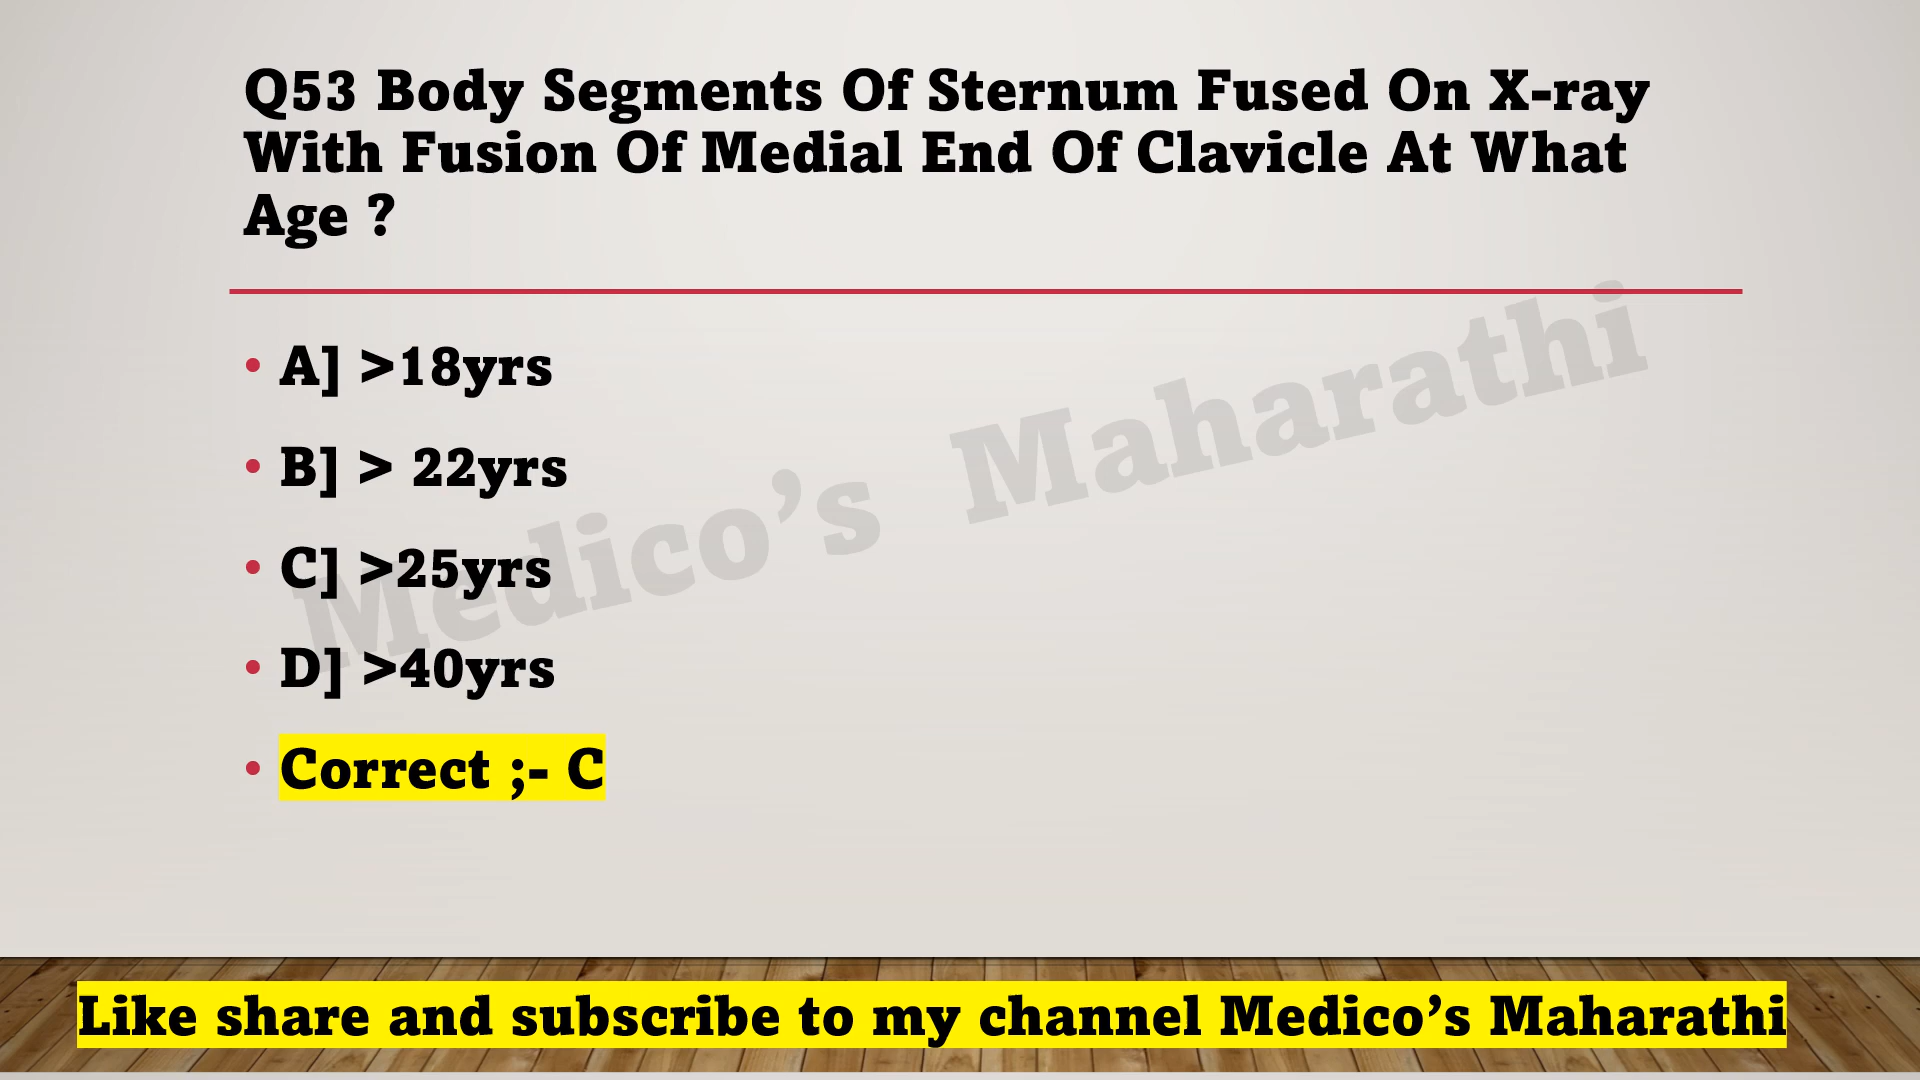 Q53 Body Segments Of Sternum Fused On X-ray
With Fusion Of Medial End Of Clavicle At What
Age ?
• A] >18yrs
• B] > 22yrs
• C] >25yrs
• D] >40yrs
• Correct ;- C
Medico’s Maharathi
Like share and subscribe to my channel Medico’s Maharathi